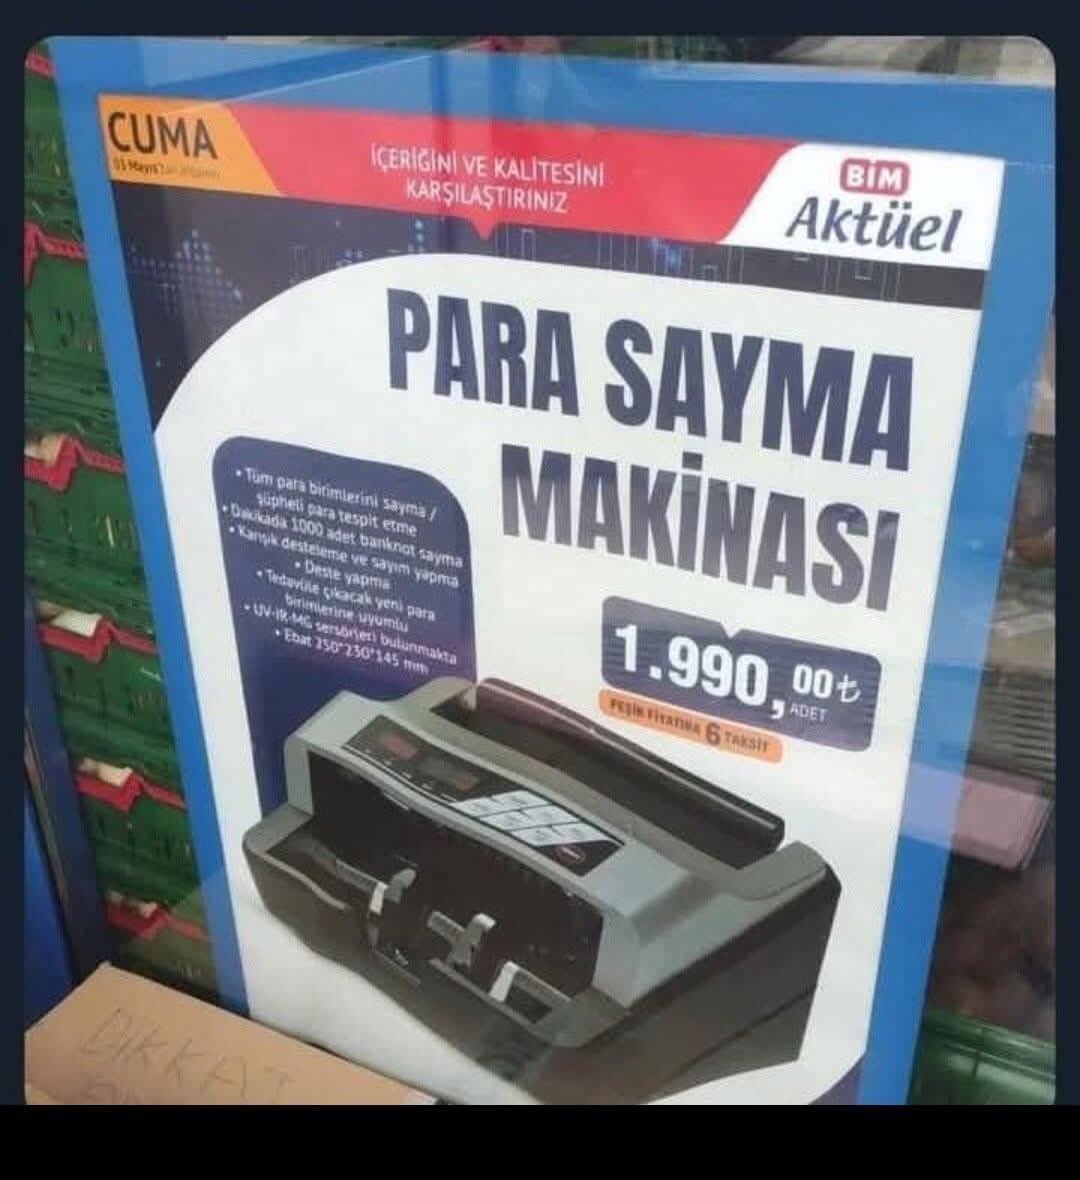 CUMA
İÇERİĞİNİ VE KALİTESİNİ
KARŞILAŞTIRINIZ
BİM
Aktüel
PARA SAYMA
MAKİNASI
• Tüm para birimlerini sayma /
şüpheli para tespit etme
• Dakikada 1000 adet banknot sayma
• Karışık desteleme ve sayım yapma
• Deste yapma
• Tedavüle çıkacak yeni para
birimlerine uyumlu
• UV-IR-MG sersörleri bulunmakta
• Ebat 250*230*145 mm
1.990,00₺
ADET
PEŞİN FİYATINA 6 TAKSİT
DİKKAT